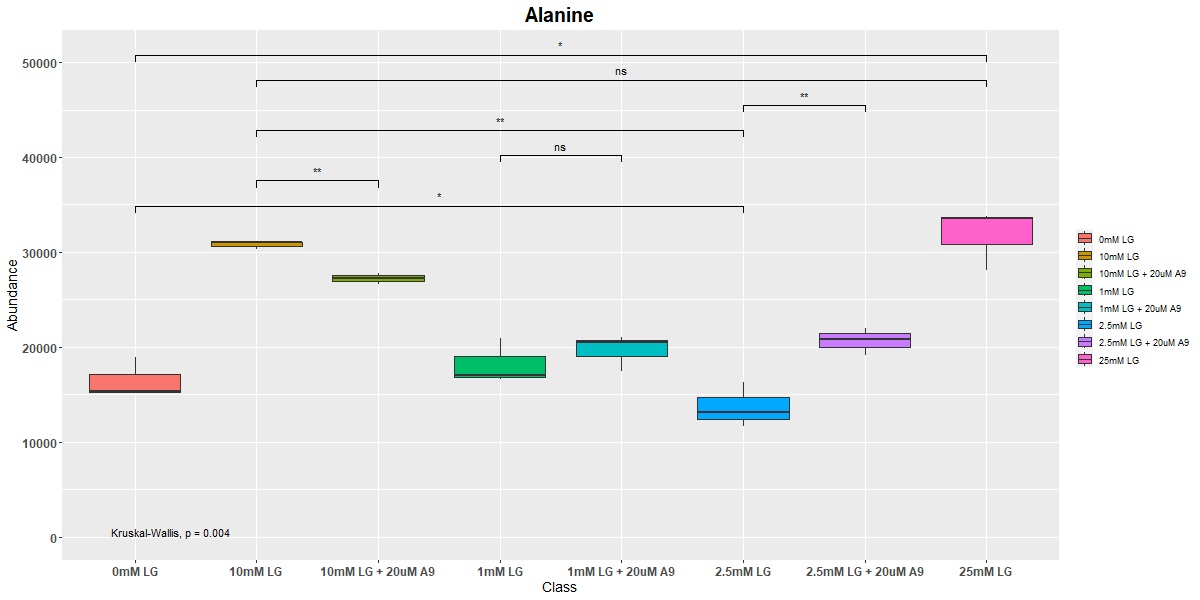 Alanine
*
ns
**
**
ns
**
*
50000
40000
30000
20000
10000
0
Abundance
Kruskal-Wallis, p = 0.004
0mM LG
10mM LG
10mM LG + 20uM A9
1mM LG
1mM LG + 20uM A9
2.5mM LG
2.5mM LG + 20uM A9
25mM LG
Class
0mM LG
10mM LG
10mM LG + 20uM A9
1mM LG
1mM LG + 20uM A9
2.5mM LG
2.5mM LG + 20uM A9
25mM LG